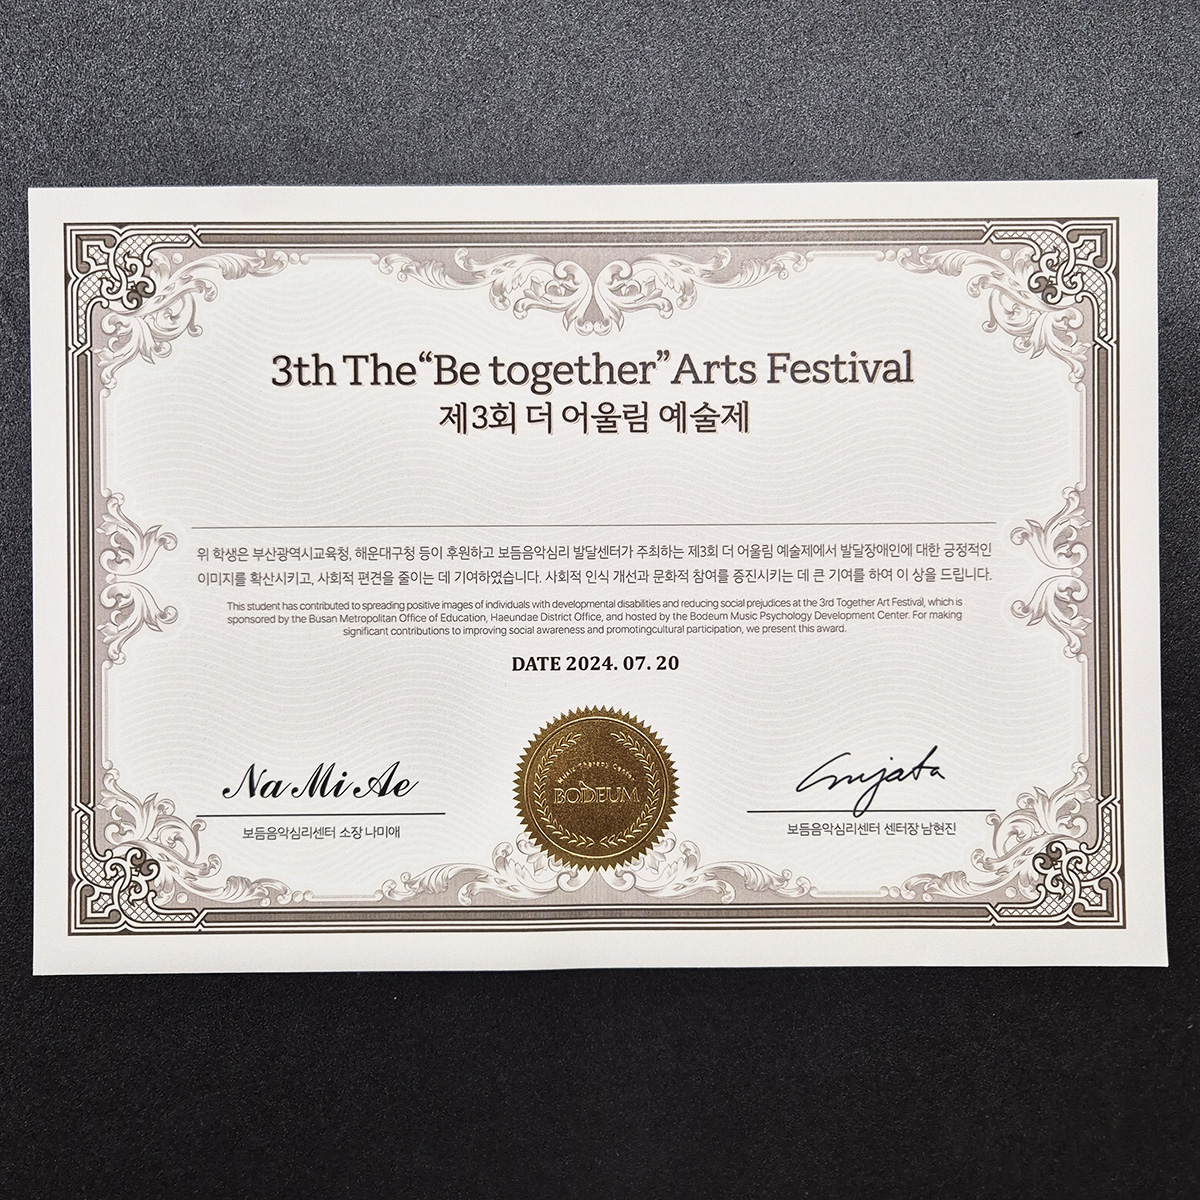 3th The “Be together” Arts Festival
제3회 더 어울림 예술제
위 학생은 부산광역시교육청, 해운대구청 등이 후원하고 보듬음악심리 발달센터가 주최하는 제3회 더 어울림 예술제에서 발달장애인에 대한 긍정적인
이미지를 확산시키고, 사회적 편견을 줄이는 데 기여하였습니다. 사회적 인식 개선과 문화적 참여를 증진시키는 데 큰 기여를 하여 이 상을 드립니다.
This student has contributed to spreading positive images of individuals with developmental disabilities and reducing social prejudices at the 3rd Together Art Festival, which is
sponsored by the Busan Metropolitan Office of Education, Haeundae District Office, and hosted by the Bodeum Music Psychology Development Center. For making
significant contributions to improving social awareness and promotingcultural participation, we present this award.
DATE 2024. 07. 20
Music Therapy Center
BODEUM
Na Mi Ae
보듬음악심리센터 소장 나미애
보듬음악심리센터 센터장 남현진